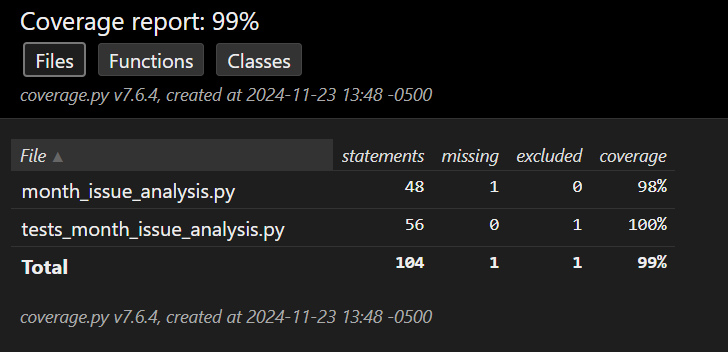 Coverage report: 99%
Files Functions Classes
coverage.py v7.6.4, created at 2024-11-23 13:48 -0500
File ▲ statements missing excluded coverage
month_issue_analysis.py 48 1 0 98%
tests_month_issue_analysis.py 56 0 1 100%
Total 104 1 1 99%
coverage.py v7.6.4, created at 2024-11-23 13:48 -0500